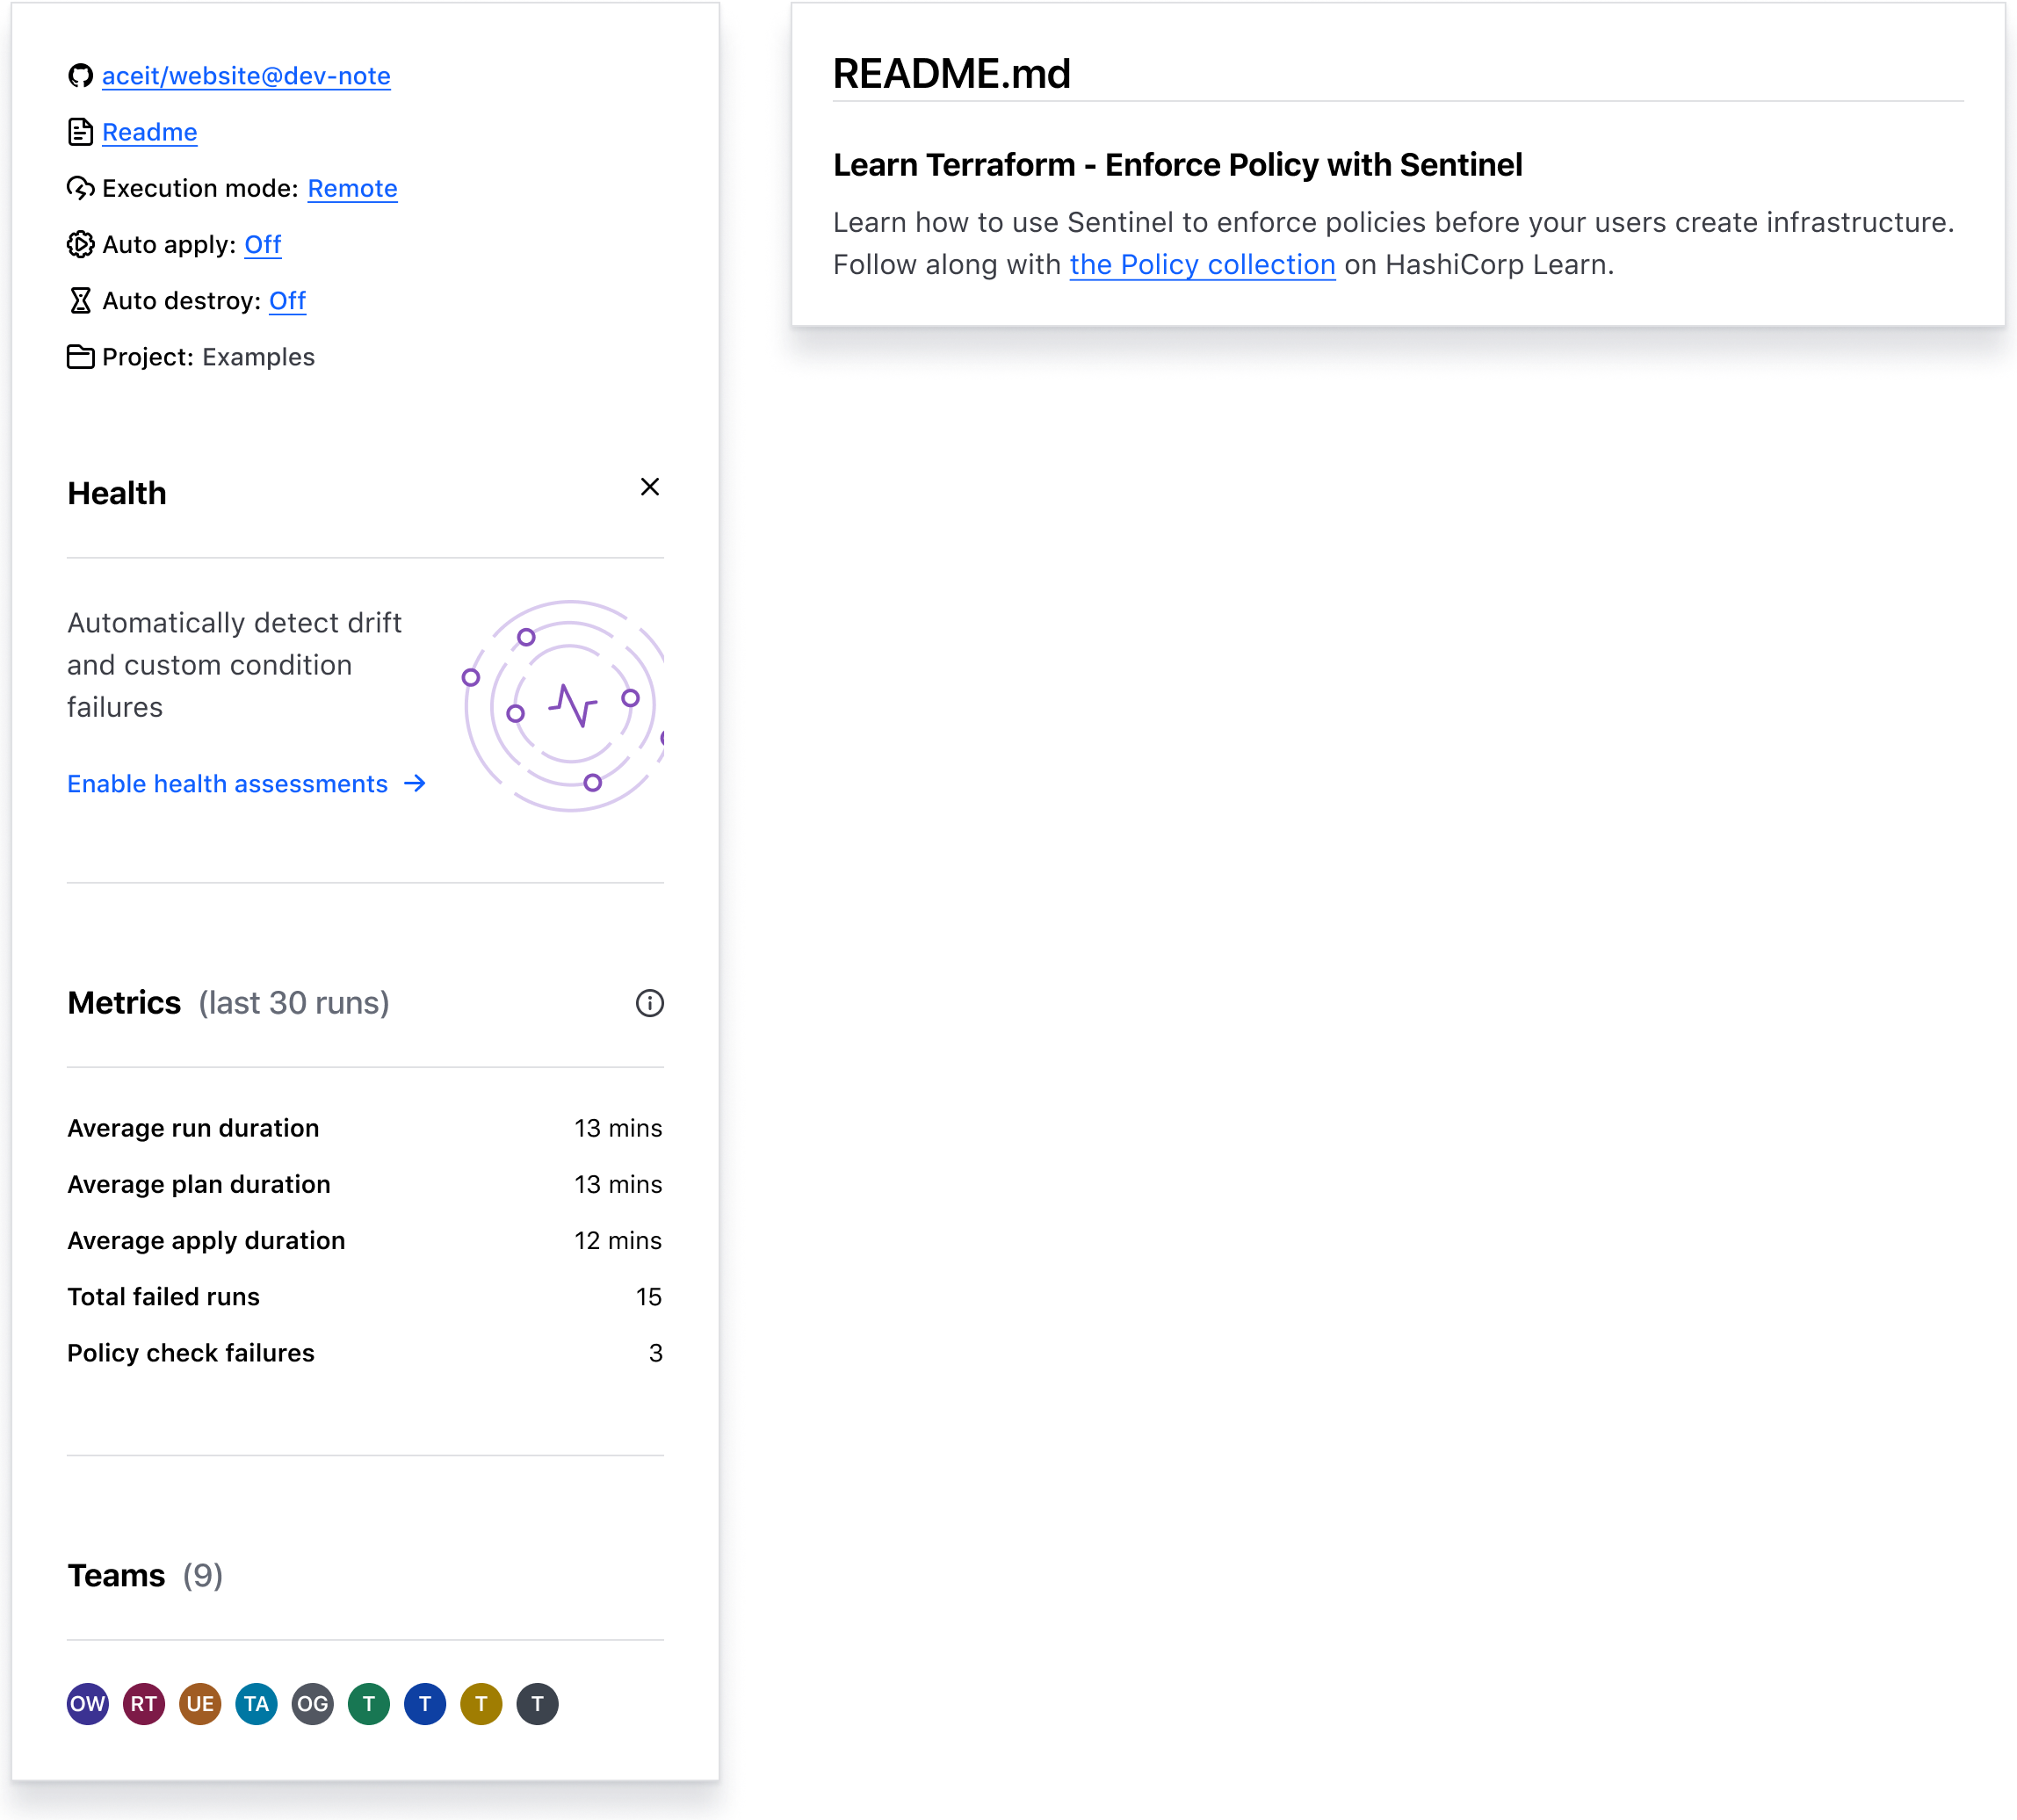 aceit/website@dev-note
Readme
Execution mode: Remote
Auto apply: Off
Auto destroy: Off
Project: Examples
Health
Automatically detect drift
and custom condition
failures
Enable health assessments
Metrics (last 30 runs)
Average run duration 13 mins
Average plan duration 13 mins
Average apply duration 12 mins
Total failed runs 15
Policy check failures 3
Teams (9)
OW RT UE TA OG T T T T
README.md
Learn Terraform - Enforce Policy with Sentinel
Learn how to use Sentinel to enforce policies before your users create infrastructure.
Follow along with the Policy collection on HashiCorp Learn.